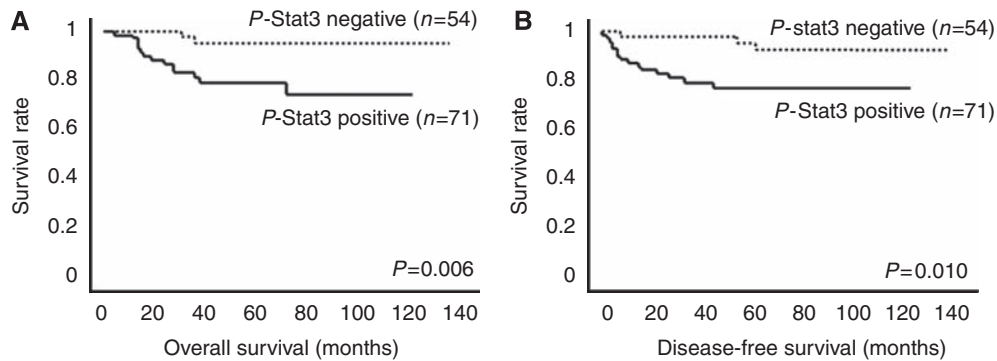 A
P-Stat3 negative (n=54)
1
0.8
0.6
0.4
0.2
0
Survival rate
P-Stat3 positive (n=71)
P=0.006
0 20 40 60 80 100 120 140
Overall survival (months)
B
P-stat3 negative (n=54)
1
0.8
0.6
0.4
0.2
0
Survival rate
P-Stat3 positive (n=71)
P=0.010
0 20 40 60 80 100 120 140
Disease-free survival (months)